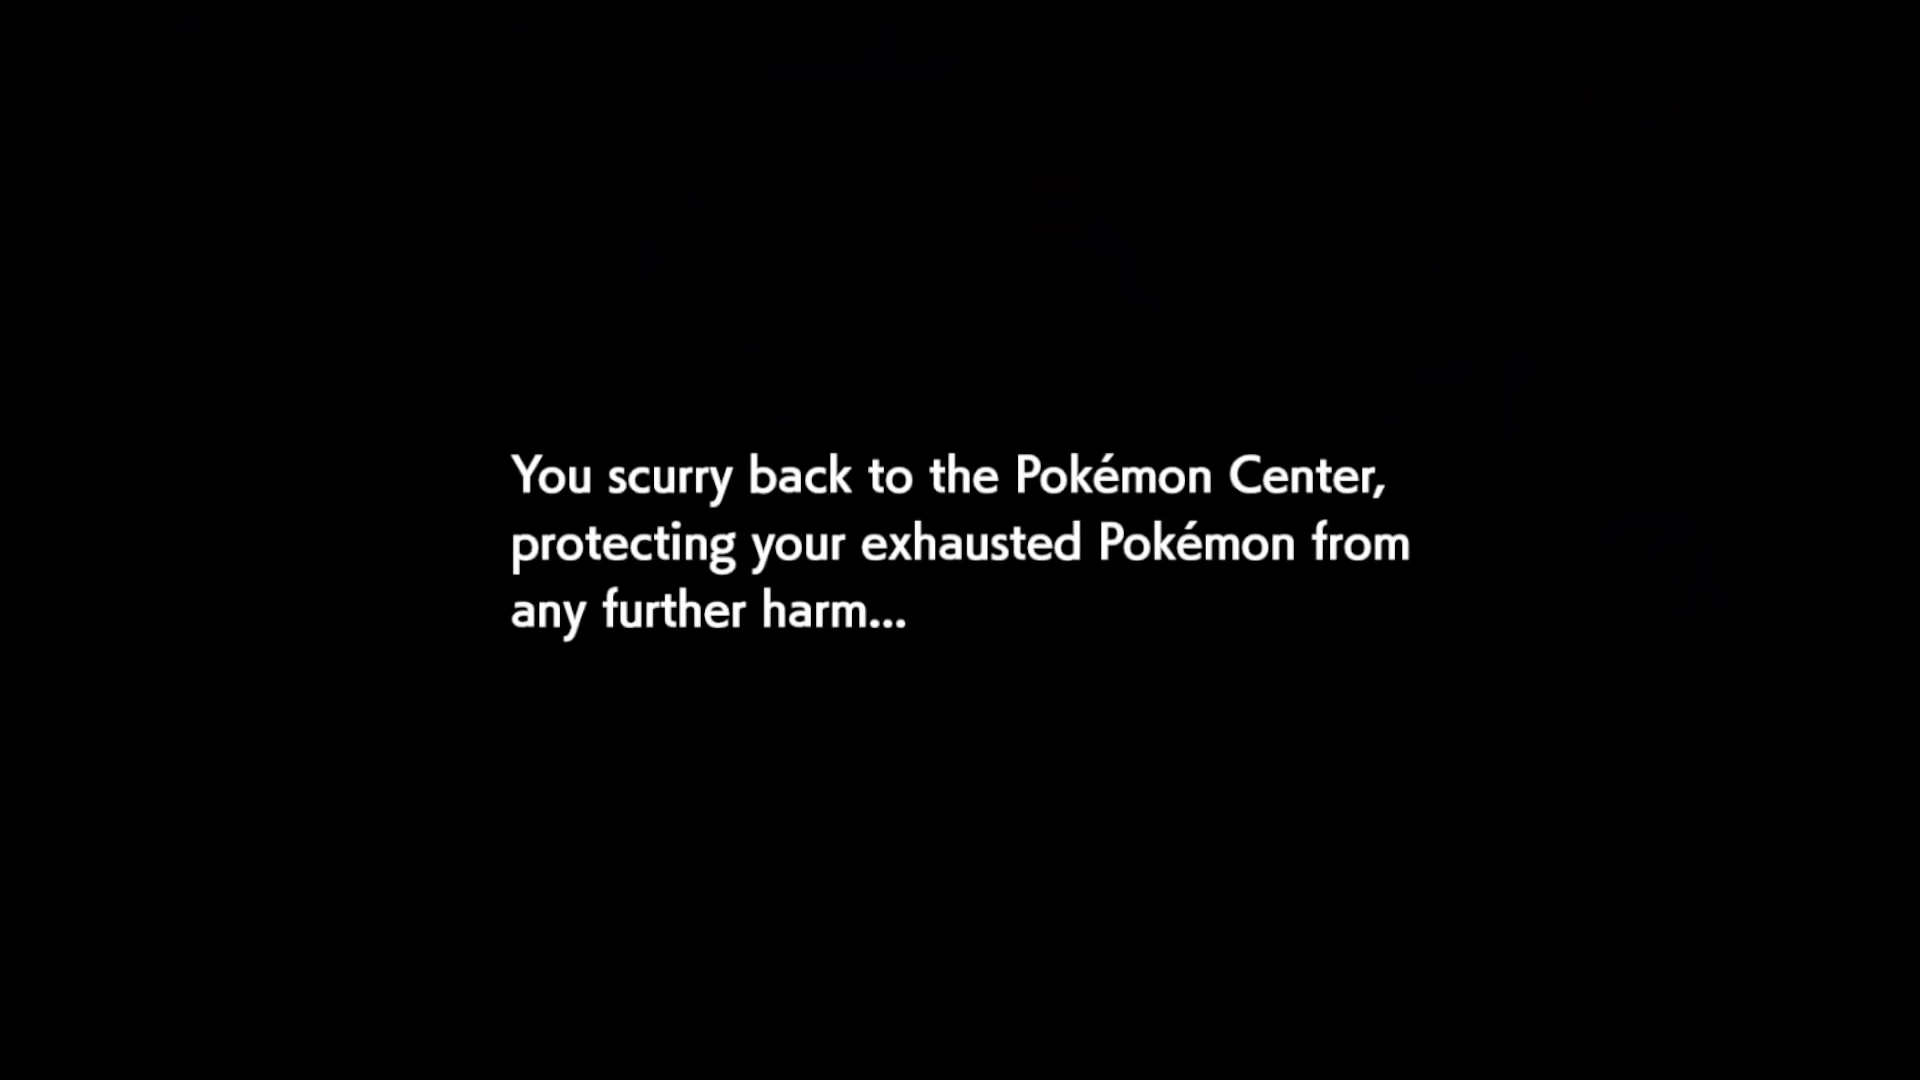 You scurry back to the Pokémon Center,
protecting your exhausted Pokémon from
any further harm...